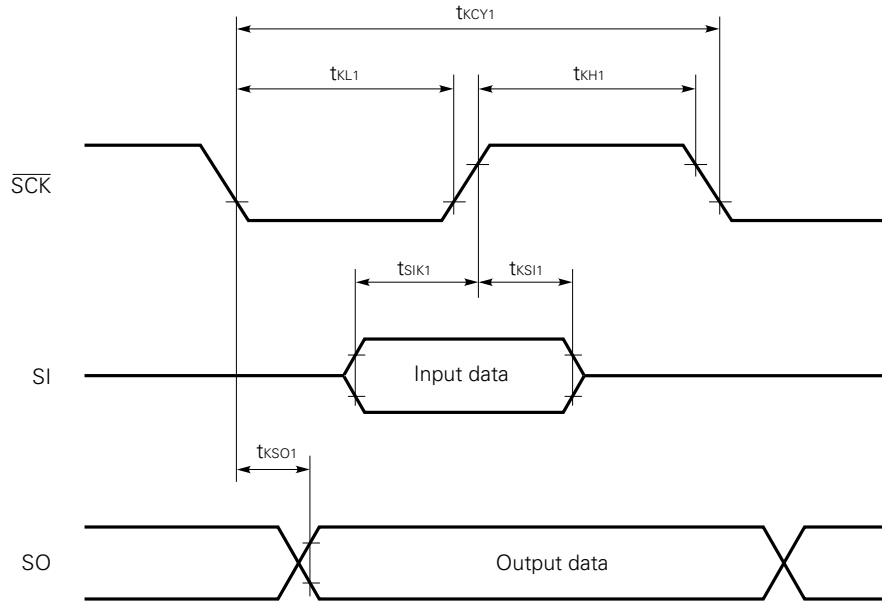 tKCY1
tKL1
tKH1
SCK
tSIK1
tKSI1
SI
Input data
tKSO1
SO
Output data